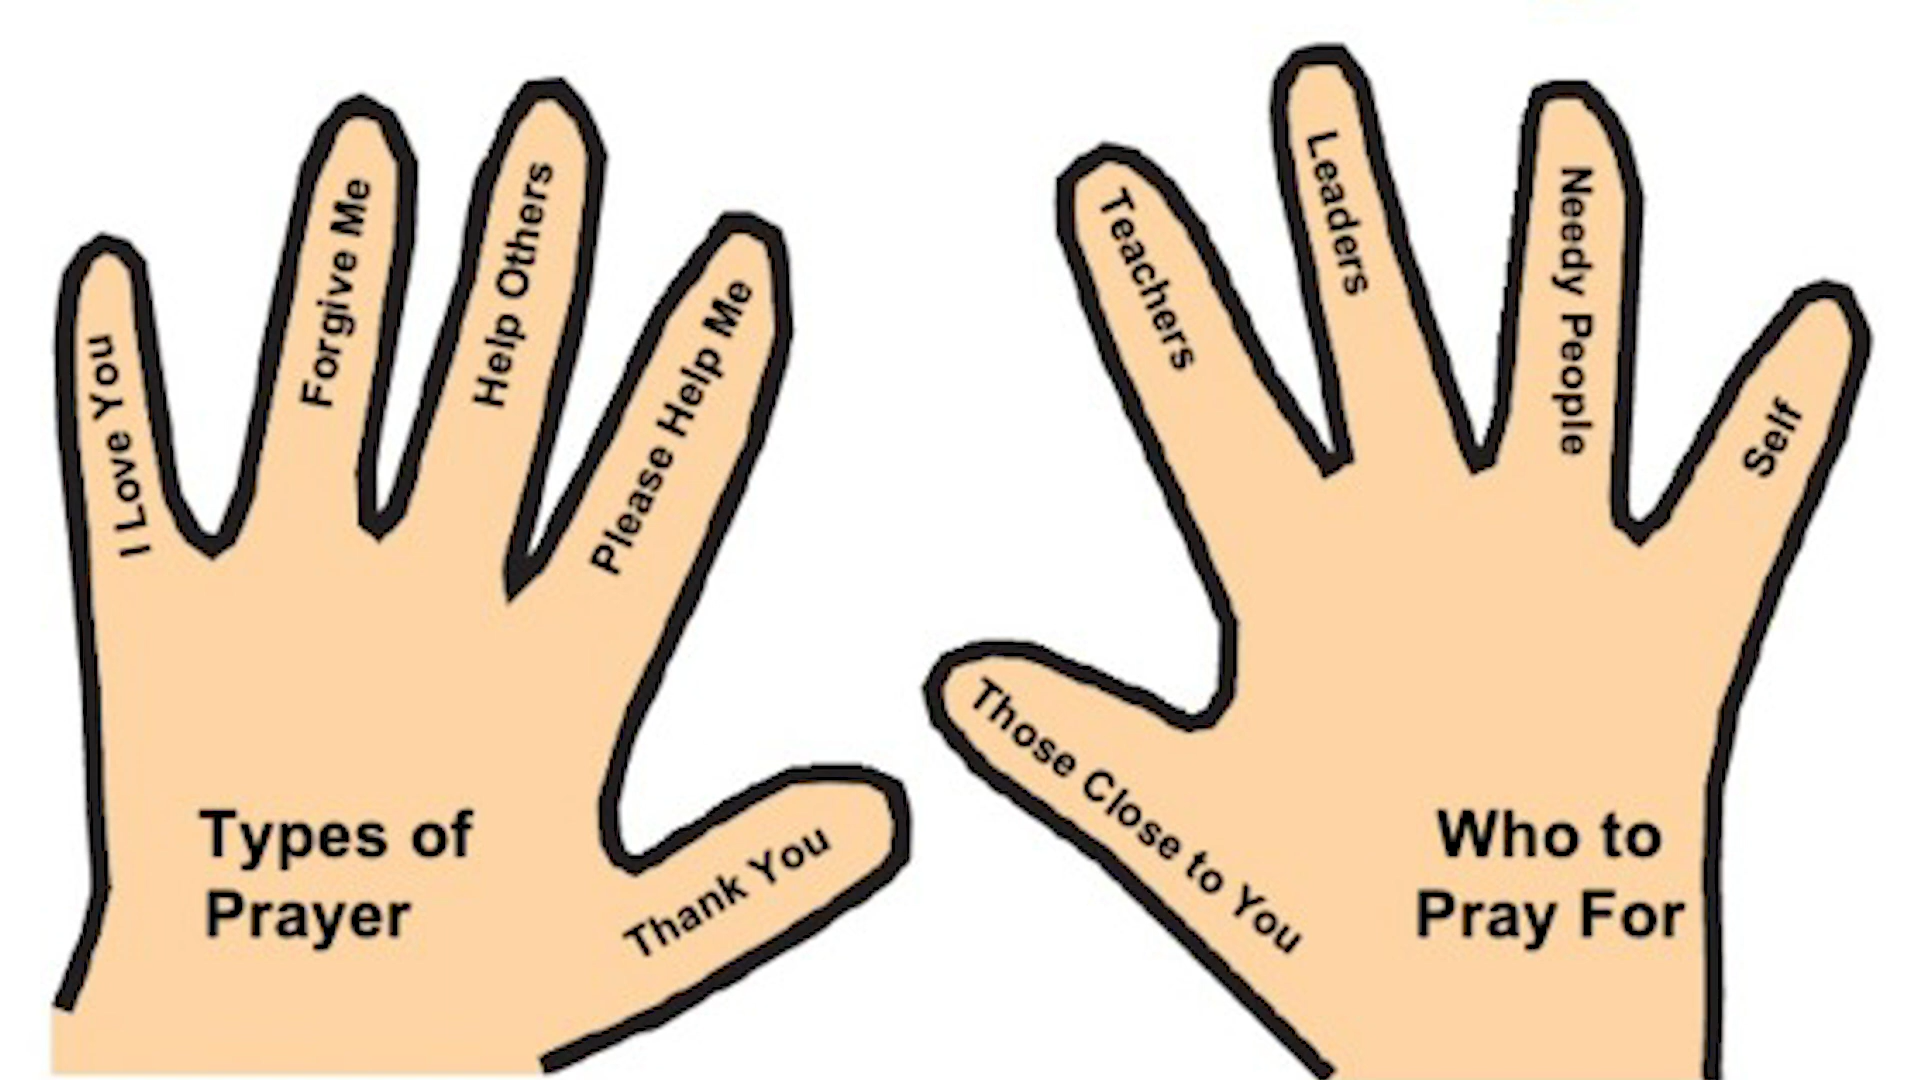 I Love You
Forgive Me
Help Others
Please Help Me
Thank You
Types of
Prayer
Those Close to You
Teachers
Leaders
Needy People
Self
Who to
Pray For